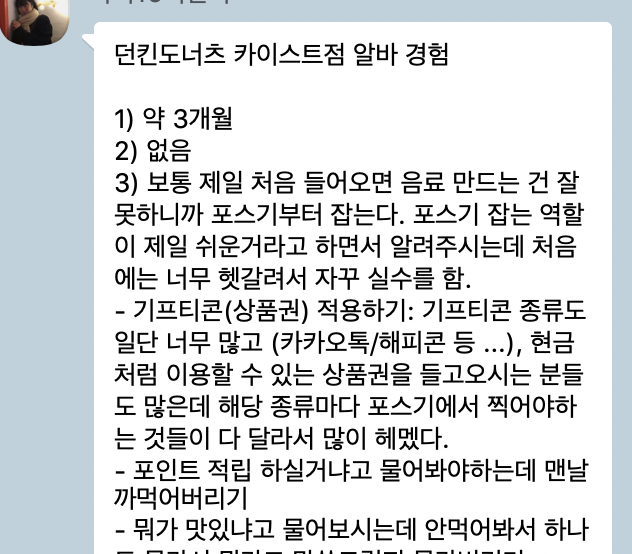 던킨도너츠 카이스트점 알바 경험
1) 약 3개월
2) 없음
3) 보통 제일 처음 들어오면 음료 만드는 건 잘
못하니까 포스기부터 잡는다. 포스기 잡는 역할
이 제일 쉬운거라고 하면서 알려주시는데 처음
에는 너무 헷갈려서 자꾸 실수를 함.
- 기프티콘(상품권) 적용하기: 기프티콘 종류도
일단 너무 많고 (카카오톡/해피콘 등 ...), 현금
처럼 이용할 수 있는 상품권을 들고오시는 분들
도 많은데 해당 종류마다 포스기에서 찍어야하
는 것들이 다 달라서 많이 헤멨다.
- 포인트 적립 하실거냐고 물어봐야하는데 맨날
까먹어버리기
- 뭐가 맛있냐고 물어보시는데 안먹어봐서 하나